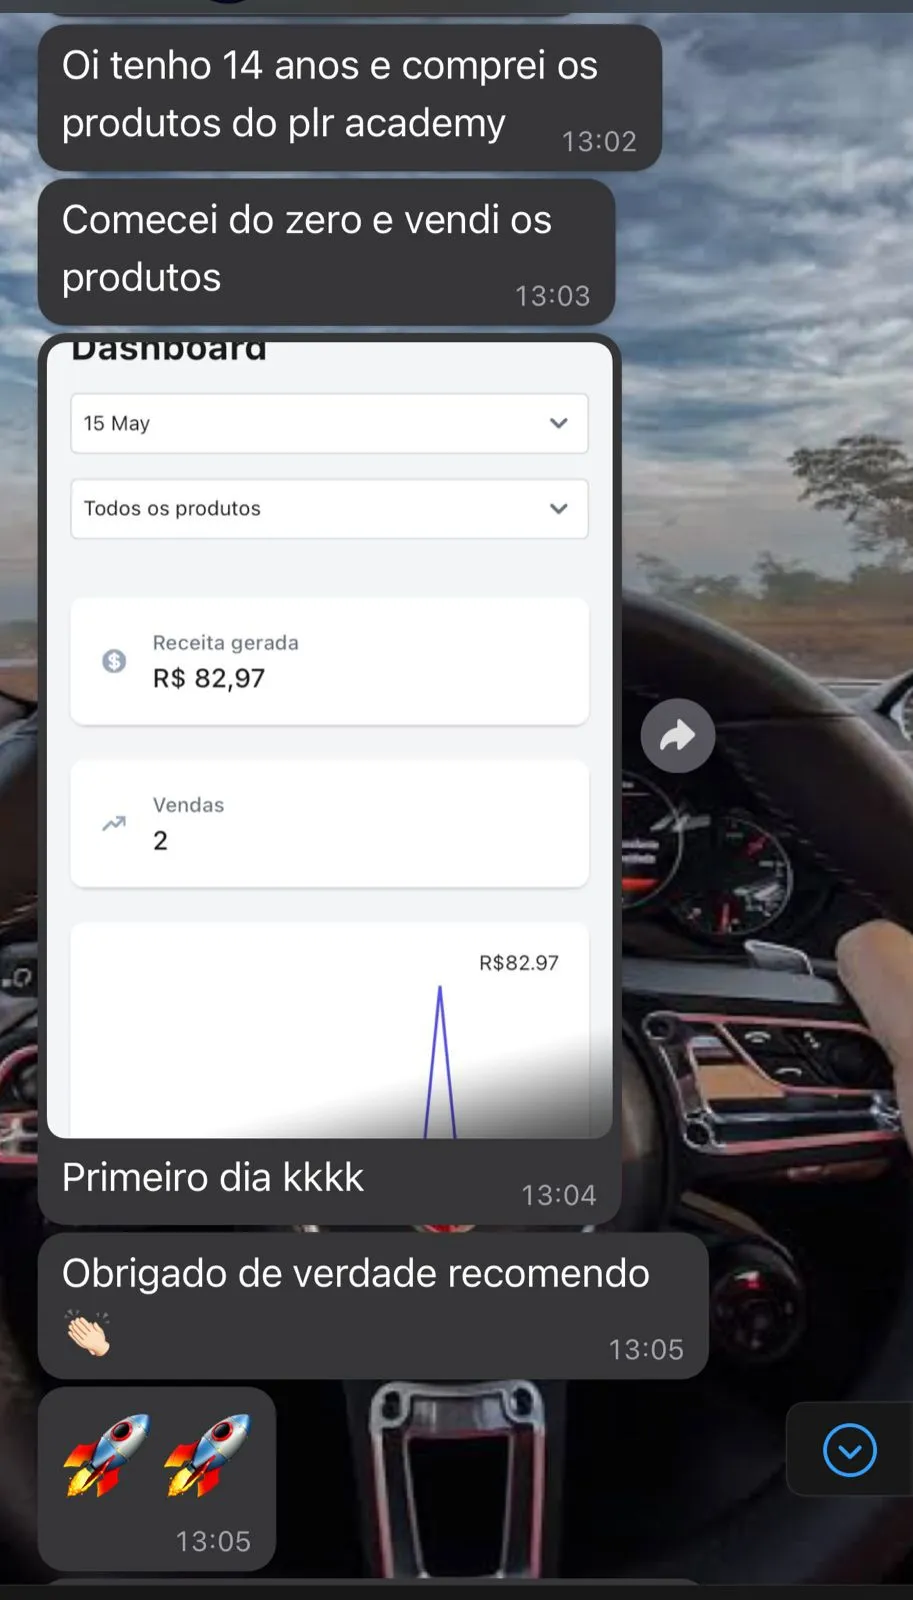 Oi tenho 14 anos e comprei os
produtos do plr academy
13:02
Comecei do zero e vendi os
produtos
13:03
Dashboard
15 May
Todos os produtos
Receita gerada
R$ 82,97
Vendas
2
R$82.97
Primeiro dia kkkk
13:04
Obrigado de verdade recomendo
👏🏻
13:05
🚀🚀
13:05